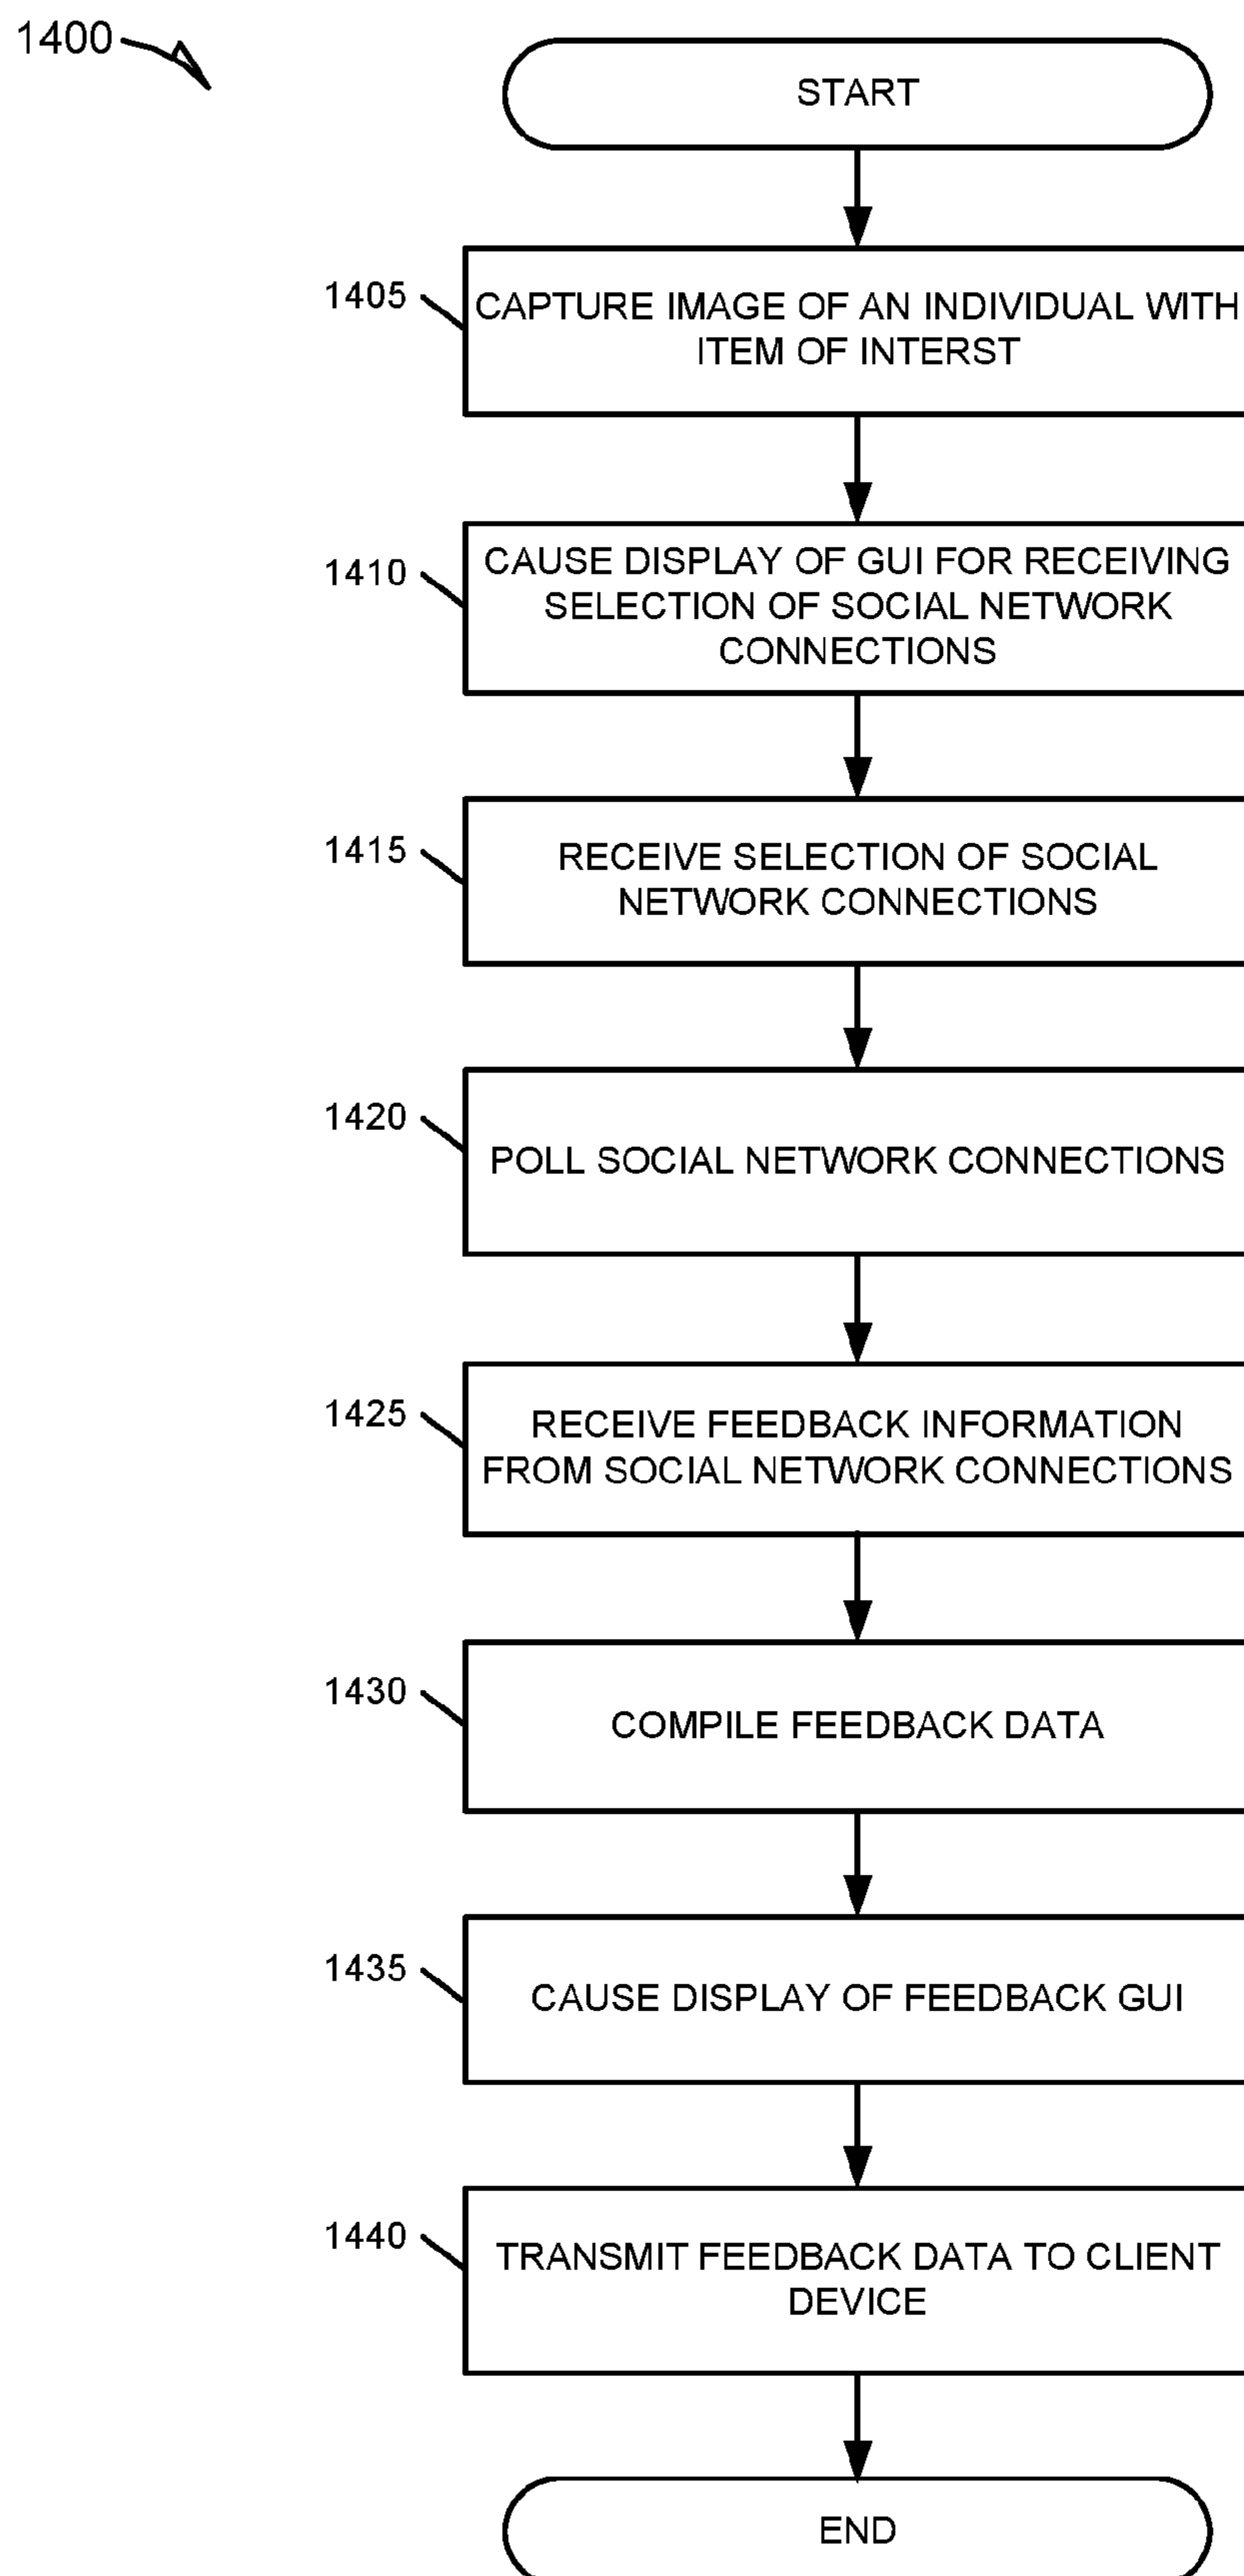 1400
START
1405
CAPTURE IMAGE OF AN INDIVIDUAL WITH
ITEM OF INTERST
1410
CAUSE DISPLAY OF GUI FOR RECEIVING
SELECTION OF SOCIAL NETWORK
CONNECTIONS
1415
RECEIVE SELECTION OF SOCIAL
NETWORK CONNECTIONS
1420
POLL SOCIAL NETWORK CONNECTIONS
1425
RECEIVE FEEDBACK INFORMATION
FROM SOCIAL NETWORK CONNECTIONS
1430
COMPILE FEEDBACK DATA
1435
CAUSE DISPLAY OF FEEDBACK GUI
1440
TRANSMIT FEEDBACK DATA TO CLIENT
DEVICE
END